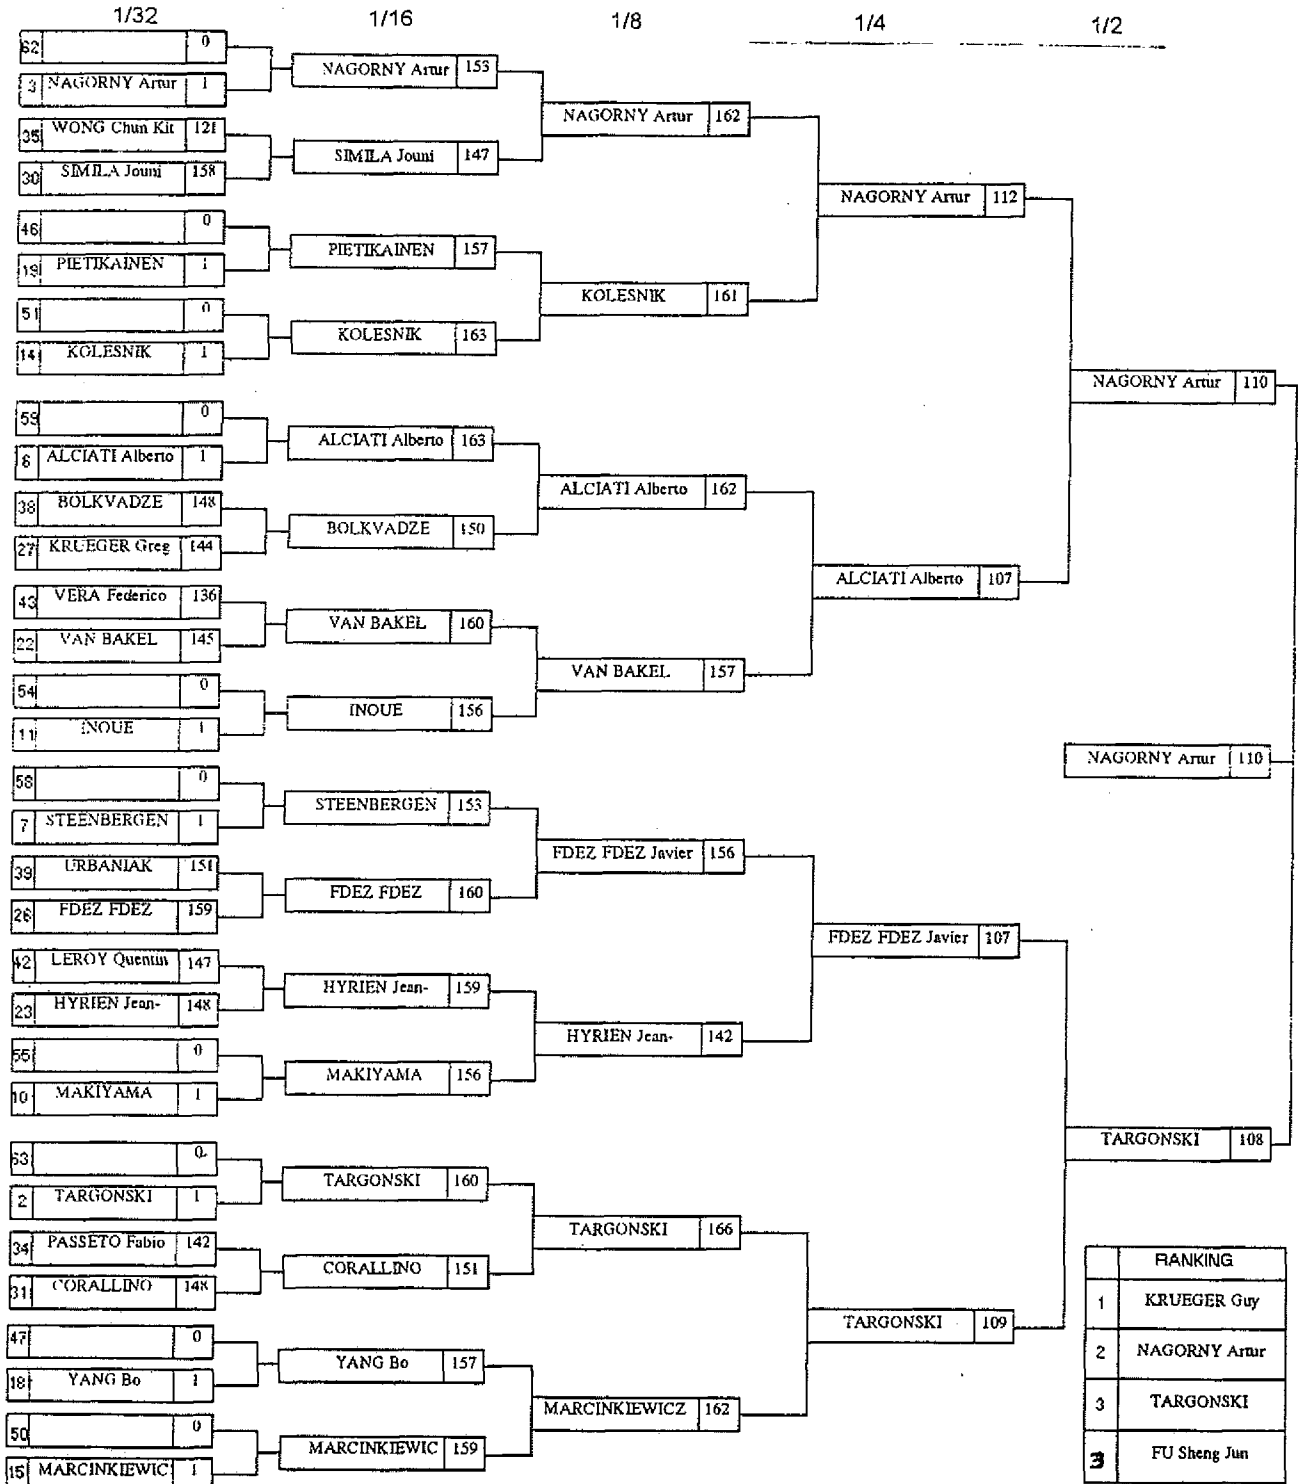 1/32 1/16 1/8 1/4 1/2
62 0
3 NAGORNY Artur 1
NAGORNY Artur 153
35 WONG Chun Kit 121
30 SIMILA Jouni 158
SIMILA Jouni 147
NAGORNY Artur 162
46 0
19 PIETIKAINEN 1
PIETIKAINEN 157
51 0
14 KOLESNIK 1
KOLESNIK 163
KOLESNIK 161
NAGORNY Artur 112
59 0
6 ALCIATI Alberto 1
ALCIATI Alberto 163
38 BOLKVADZE 148
27 KRUEGER Greg 144
BOLKVADZE 150
ALCIATI Alberto 162
43 VERA Federico 136
22 VAN BAKEL 145
VAN BAKEL 160
54 0
11 INOUE 1
INOUE 156
VAN BAKEL 157
ALCIATI Alberto 107
NAGORNY Artur 110
58 0
7 STEENBERGEN 1
STEENBERGEN 153
39 URBANIAK 151
26 FDEZ FDEZ 159
FDEZ FDEZ 160
FDEZ FDEZ Javier 156
42 LEROY Quentin 147
23 HYRIEN Jean- 148
HYRIEN Jean- 159
55 0
10 MAKIYAMA 1
MAKIYAMA 156
HYRIEN Jean- 142
FDEZ FDEZ Javier 107
63 0
2 TARGONSKI 1
TARGONSKI 160
34 PASSETO Fabio 142
31 CORALLINO 148
CORALLINO 151
TARGONSKI 166
47 0
18 YANG Bo 1
YANG Bo 157
50 0
15 MARCINKIEWIC 1
MARCINKIEWIC 159
MARCINKIEWICZ 162
TARGONSKI 109
TARGONSKI 108
NAGORNY Artur 110
RANKING
1 KRUEGER Guy
2 NAGORNY Artur
3 TARGONSKI
3 FU Sheng Jun